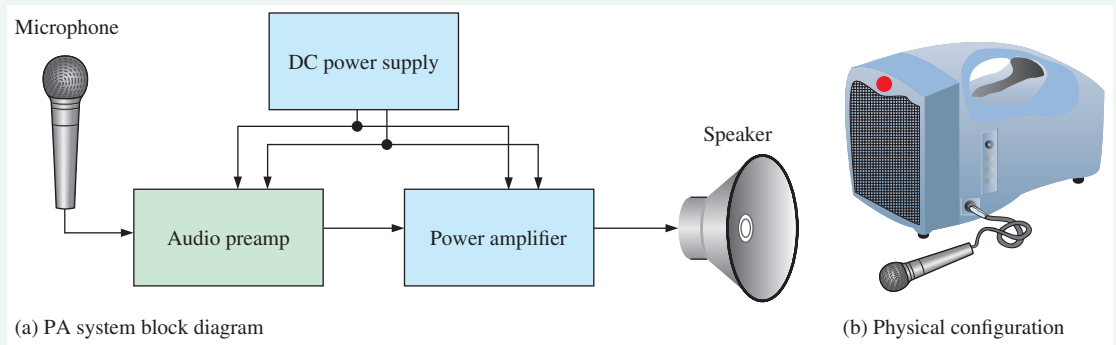 Microphone
DC power supply
Speaker
Audio preamp
Power amplifier
(a) PA system block diagram
(b) Physical configuration